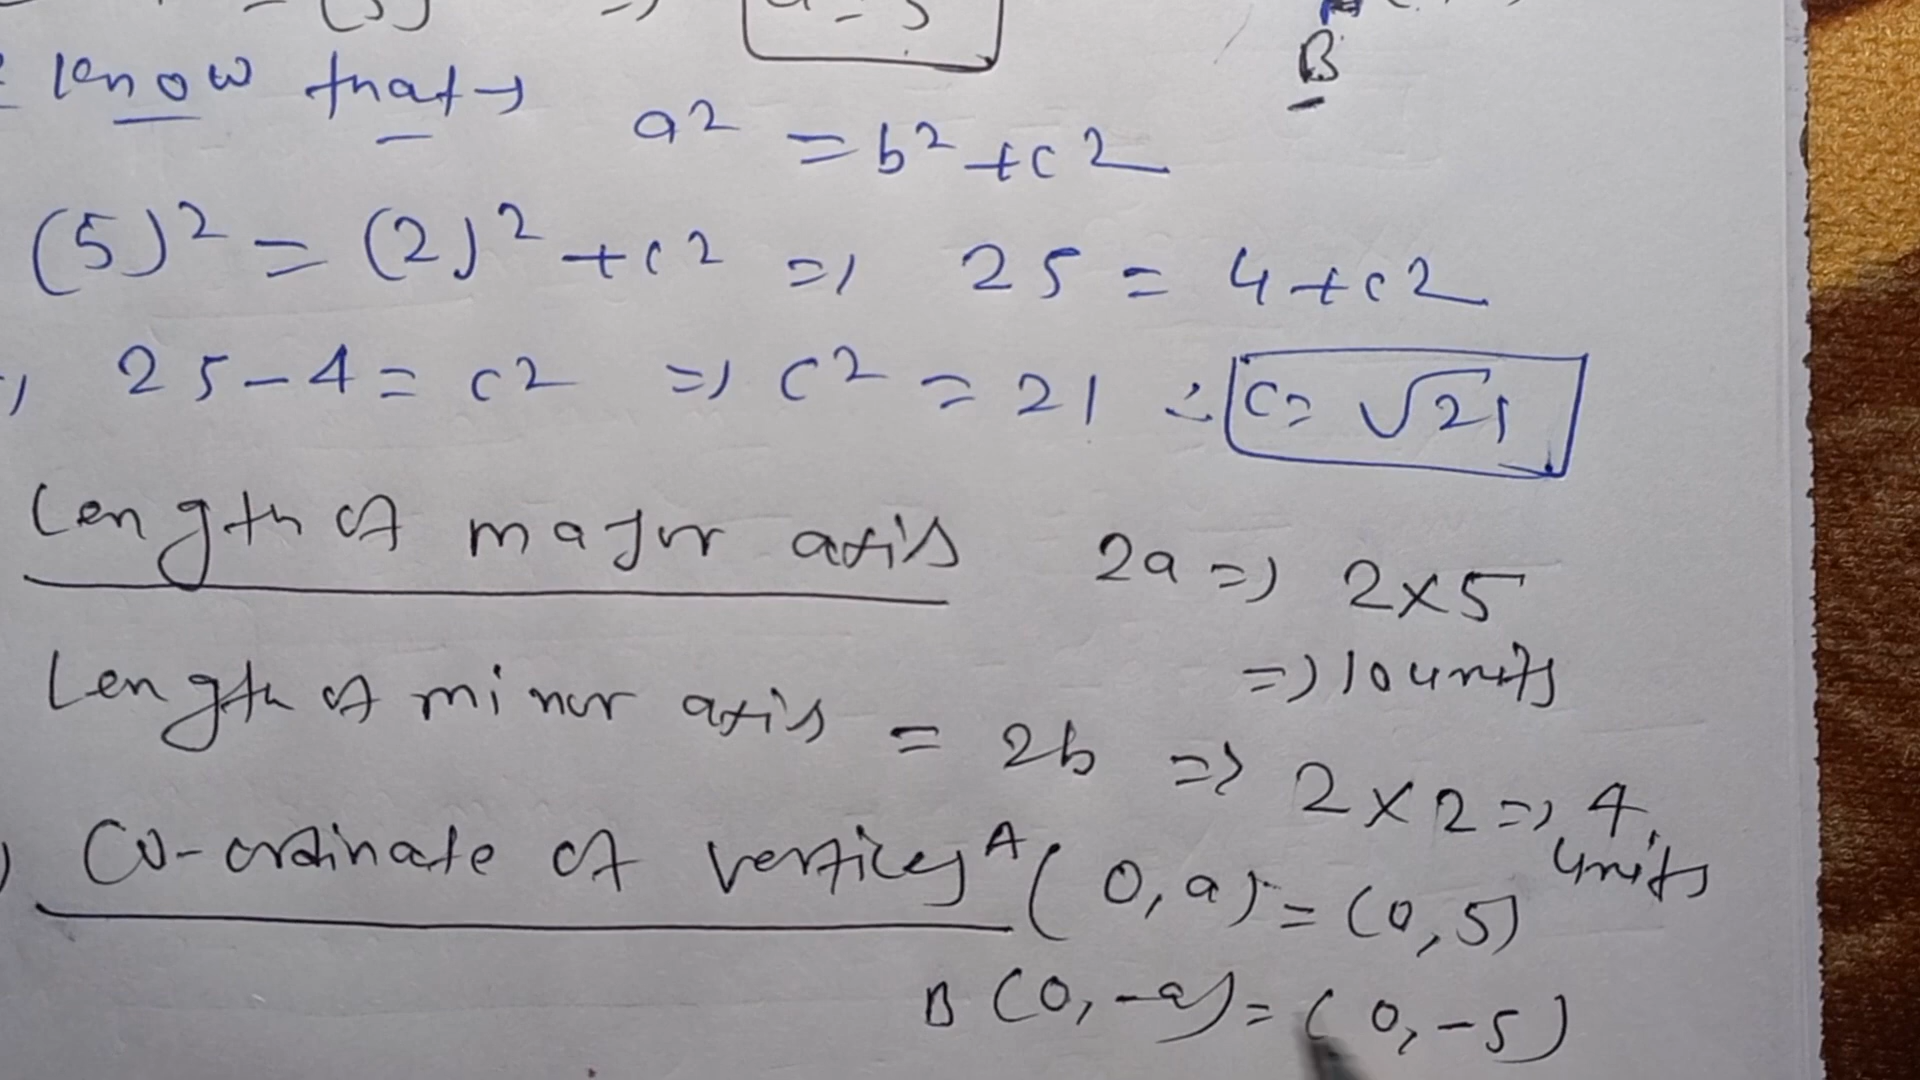 know that →
B
a² = b² + c²
(5)² = (2)² + c² => 25 = 4 + c²
25 - 4 = c² => c² = 21 ∴ c = √21
Length of major axis 2a => 2 × 5
=> 10 units
Length of minor axis = 2b => 2 × 2 => 4 units
Co-ordinate of vertices A (0, a) = (0, 5)
B (0, -a) = (0, -5)